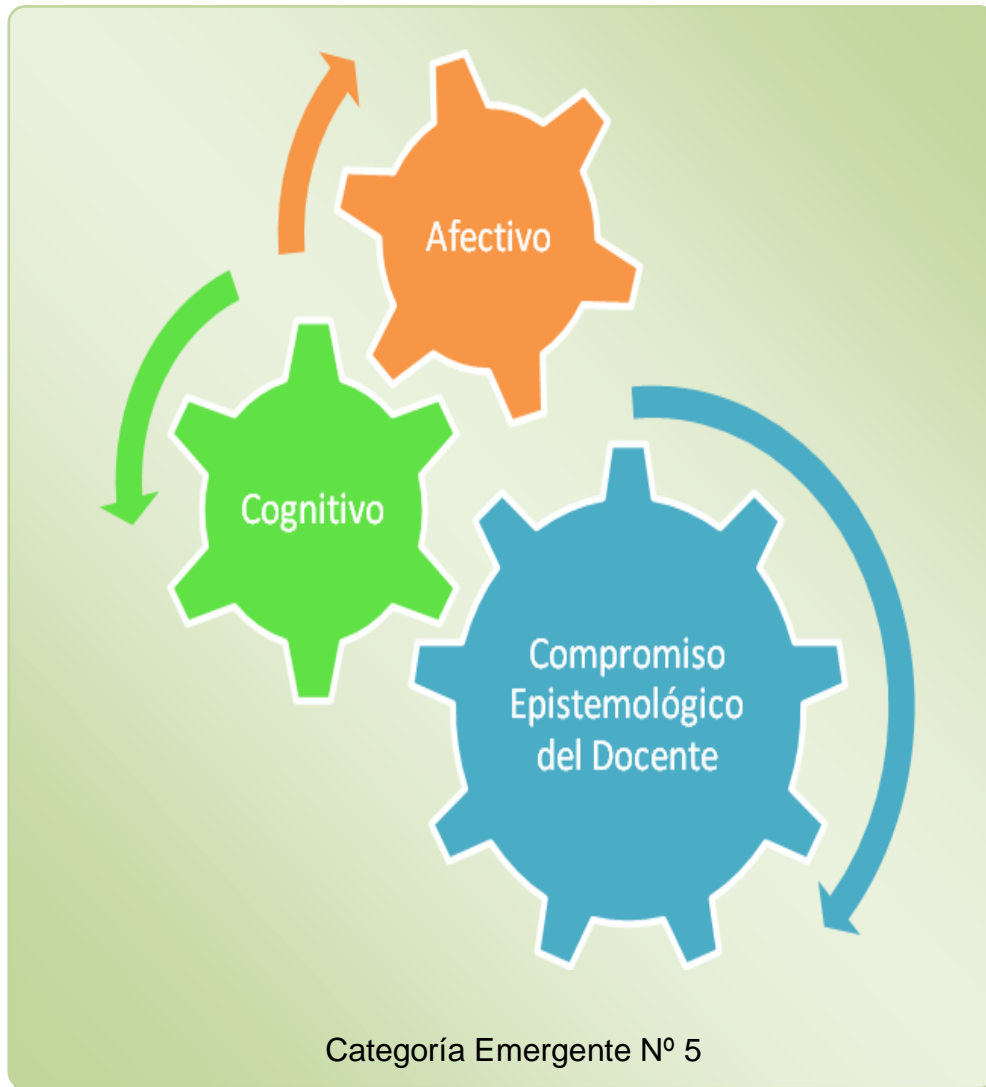 Afectivo
Cognitivo
Compromiso
Epistemológico
del Docente
Categoría Emergente Nº 5